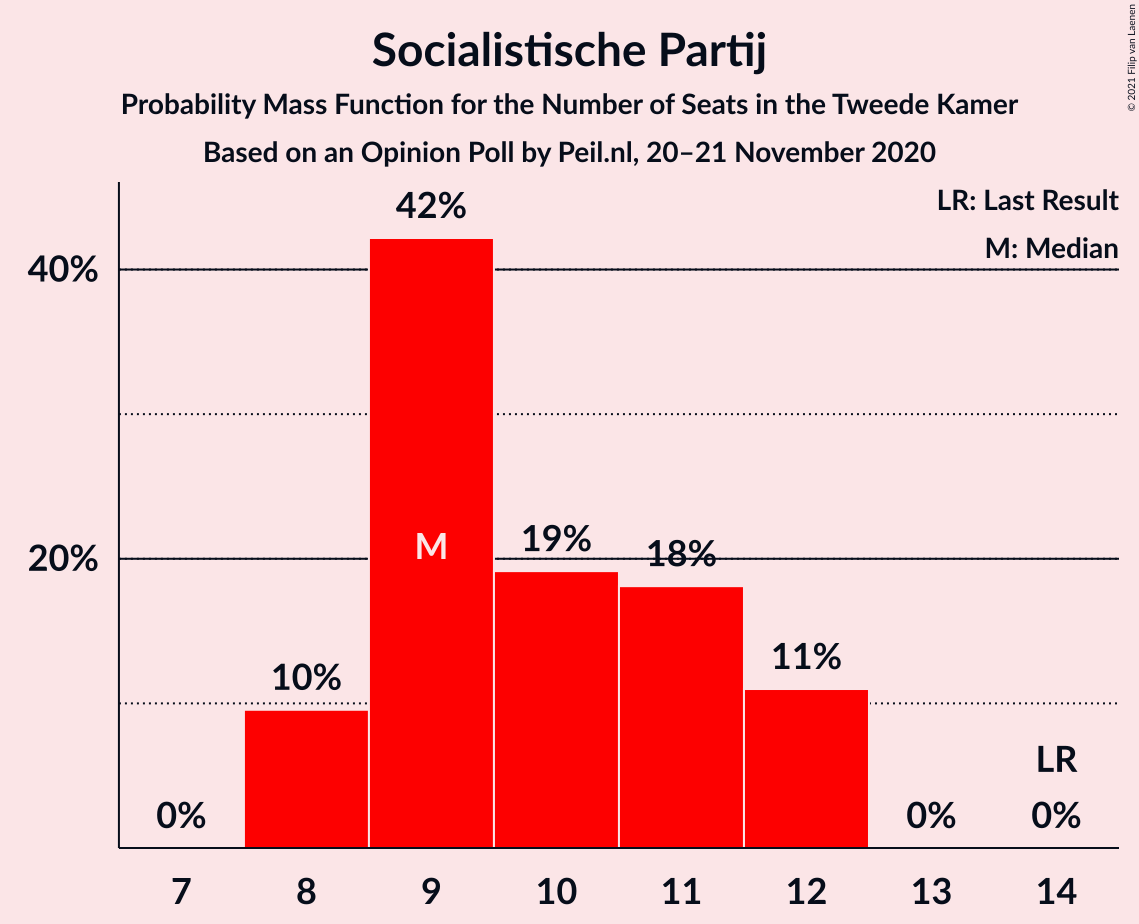 Socialistische Partij
Probability Mass Function for the Number of Seats in the Tweede Kamer
Based on an Opinion Poll by Peil.nl, 20–21 November 2020
© 2021 Filip van Laenen
LR: Last Result
M: Median
42%
40%
M
19%
18%
20%
11%
10%
LR
0%
0%
0%
7
8
9
10
11
12
13
14